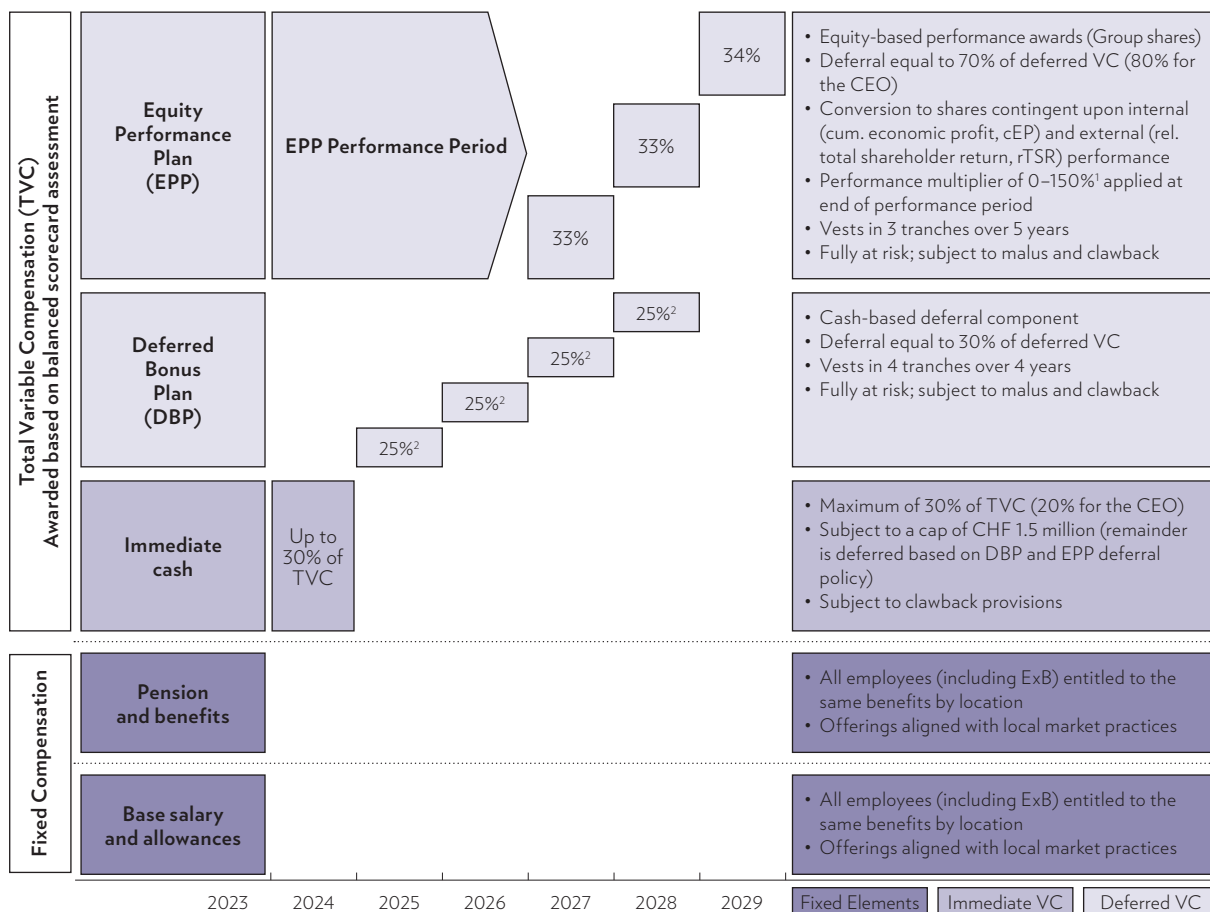 Total Variable Compensation (TVC)
Awarded based on balanced scorecard assessment
Equity
Performance
Plan
(EPP)
EPP Performance Period
33%
33%
34%
• Equity-based performance awards (Group shares)
• Deferral equal to 70% of deferred VC (80% for
the CEO)
• Conversion to shares contingent upon internal
(cum. economic profit, cEP) and external (rel.
total shareholder return, rTSR) performance
• Performance multiplier of 0–150%¹ applied at
end of performance period
• Vests in 3 tranches over 5 years
• Fully at risk; subject to malus and clawback
Deferred
Bonus
Plan
(DBP)
25%²
25%²
25%²
25%²
• Cash-based deferral component
• Deferral equal to 30% of deferred VC
• Vests in 4 tranches over 4 years
• Fully at risk; subject to malus and clawback
Immediate
cash
Up to
30% of
TVC
• Maximum of 30% of TVC (20% for the CEO)
• Subject to a cap of CHF 1.5 million (remainder
is deferred based on DBP and EPP deferral
policy)
• Subject to clawback provisions
Fixed Compensation
Pension
and benefits
• All employees (including ExB) entitled to the
same benefits by location
• Offerings aligned with local market practices
Base salary
and allowances
• All employees (including ExB) entitled to the
same benefits by location
• Offerings aligned with local market practices
2023 2024 2025 2026 2027 2028 2029
Fixed Elements Immediate VC Deferred VC